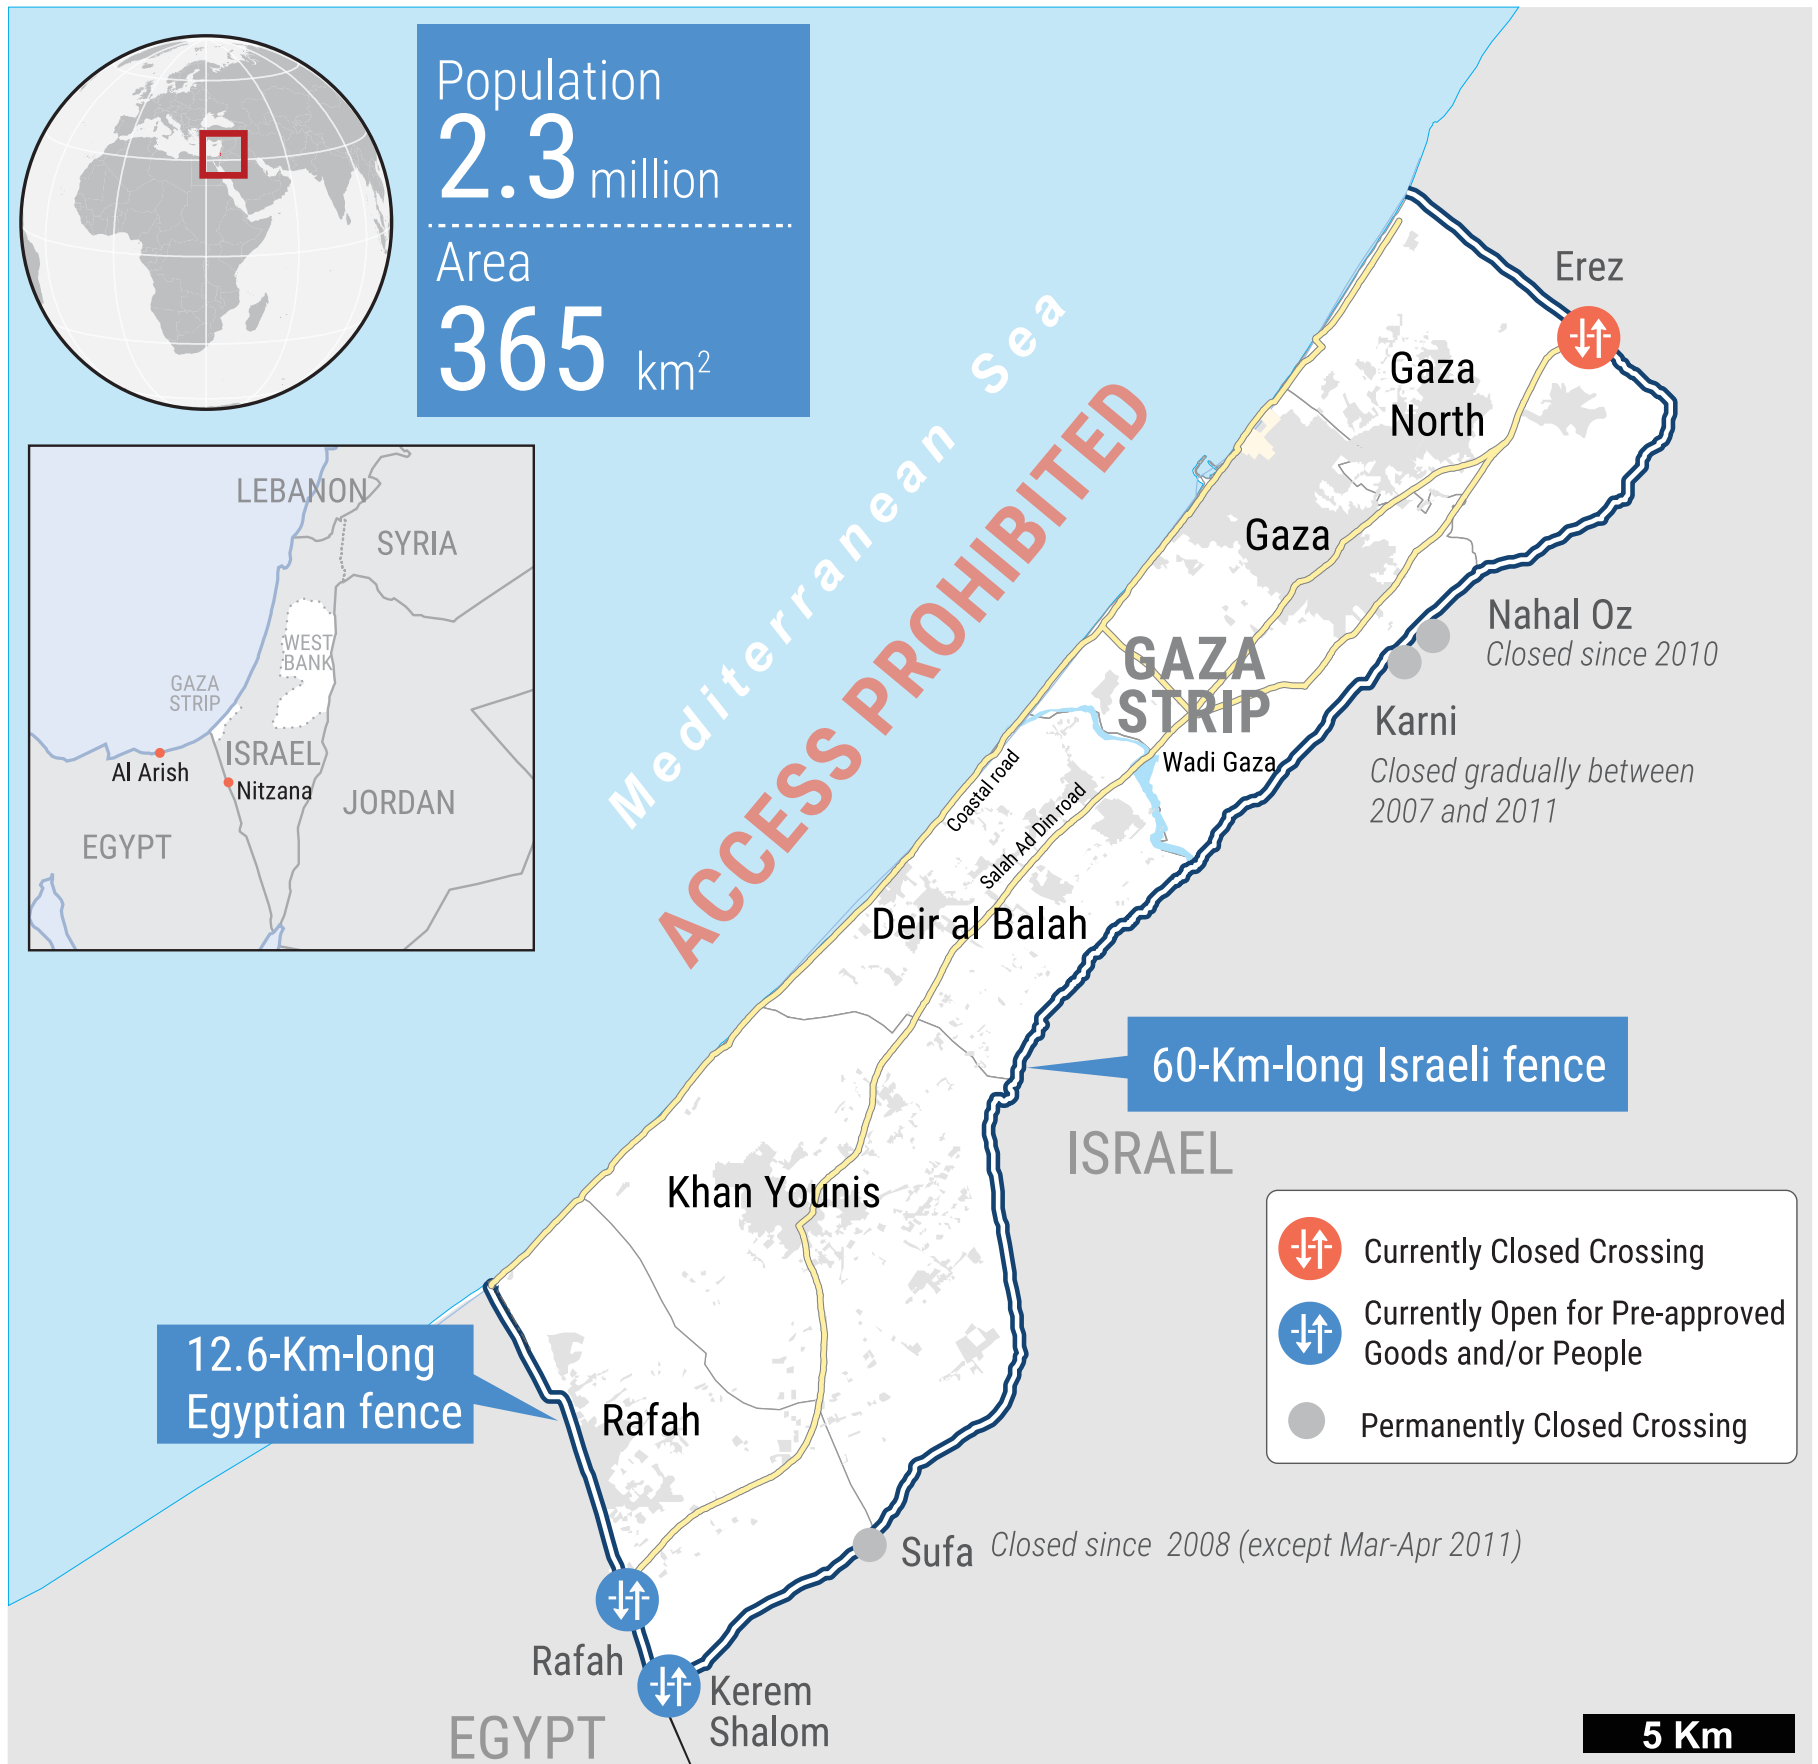 Population
2.3 million
Area
365 km²
Mediterranean Sea
ACCESS PROHIBITED
Erez
Gaza
North
Gaza
LEBANON
SYRIA
WEST
BANK
GAZA
STRIP
ISRAEL
Al Arish
Nitzana
JORDAN
EGYPT
Nahal Oz
Closed since 2010
GAZA
STRIP
Karni
Closed gradually between
2007 and 2011
Wadi Gaza
Coastal road
Salah Ad Din road
Deir al Balah
60-Km-long Israeli fence
ISRAEL
Khan Younis
Currently Closed Crossing
Currently Open for Pre-approved
Goods and/or People
Permanently Closed Crossing
12.6-Km-long
Egyptian fence
Rafah
Sufa Closed since 2008 (except Mar-Apr 2011)
Rafah
Kerem
Shalom
EGYPT
5 Km